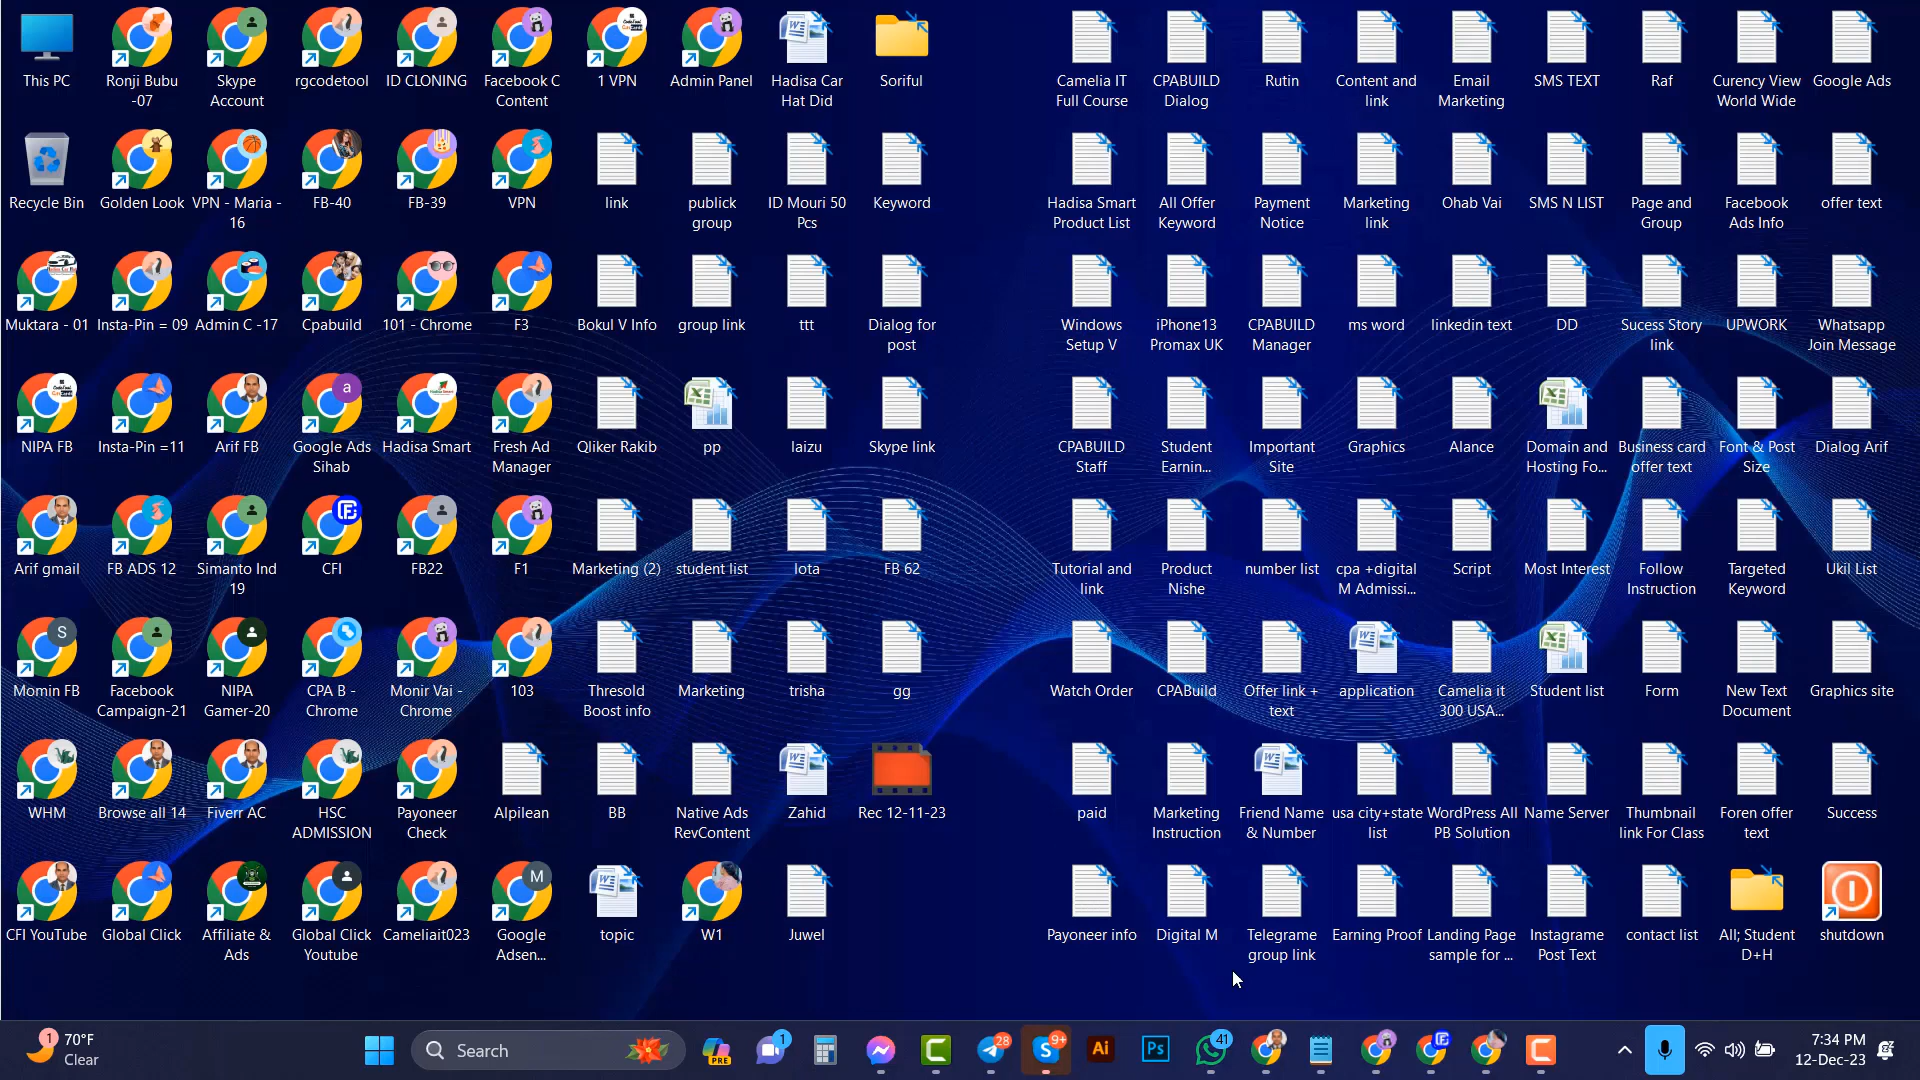 This PC
Ronji Bubu
-07
Skype
Account
rgcodetool
ID CLONING
Facebook C
Content
1 VPN
Admin Panel
Hadisa Car
Hat Did
Soriful
Camelia IT
Full Course
CPABUILD
Dialog
Rutin
Content and
link
Email
Marketing
SMS TEXT
Raf
Curency View
World Wide
Google Ads
Recycle Bin
Golden Look
VPN - Maria -
16
FB-40
FB-39
VPN
link
publick
group
ID Mouri 50
Pcs
Keyword
Hadisa Smart
Product List
All Offer
Keyword
Payment
Notice
Marketing
link
Ohab Vai
SMS N LIST
Page and
Group
Facebook
Ads Info
offer text
Muktara - 01
Insta-Pin = 09
Admin C -17
Cpabuild
101 - Chrome
F3
Bokul V Info
group link
ttt
Dialog for
post
Windows
Setup V
iPhone13
Promax UK
CPABUILD
Manager
ms word
linkedin text
DD
Sucess Story
link
UPWORK
Whatsapp
Join Message
NIPA FB
Insta-Pin =11
Arif FB
a
Google Ads
Sihab
Hadisa Smart
Fresh Ad
Manager
Qliker Rakib
pp
laizu
Skype link
CPABUILD
Staff
Student
Earnin...
Important
Site
Graphics
Alance
Domain and
Hosting Fo...
Business card
offer text
Font & Post
Size
Dialog Arif
Arif gmail
FB ADS 12
Simanto Ind
19
CFI
FB22
F1
Marketing (2)
student list
lota
FB 62
Tutorial and
link
Product
Nishe
number list
cpa +digital
M Admissi...
Script
Most Interest
Follow
Instruction
Targeted
Keyword
Ukil List
S
Momin FB
Facebook
Campaign-21
NIPA
Gamer-20
CPA B -
Chrome
Monir Vai -
Chrome
103
Thresold
Boost info
Marketing
trisha
gg
Watch Order
CPABuild
Offer link +
text
application
Camelia it
300 USA...
Student list
Form
New Text
Document
Graphics site
WHM
Browse all 14
Fiverr AC
HSC
ADMISSION
Payoneer
Check
Alpilean
BB
Native Ads
RevContent
Zahid
Rec 12-11-23
paid
Marketing
Instruction
Friend Name
& Number
usa city+state
list
WordPress All
PB Solution
Name Server
Thumbnail
link For Class
Foren offer
text
Success
CFI YouTube
Global Click
Affiliate &
Ads
Global Click
Youtube
Cameliait023
M
Google
Adsen...
topic
W1
Juwel
Payoneer info
Digital M
Telegrame
group link
Earning Proof
Landing Page
sample for ...
Instagrame
Post Text
contact list
All; Student
D+H
shutdown
1
70°F
Clear
Search
PRE
1
28
9+
Ai
Ps
41
7:34 PM
12-Dec-23